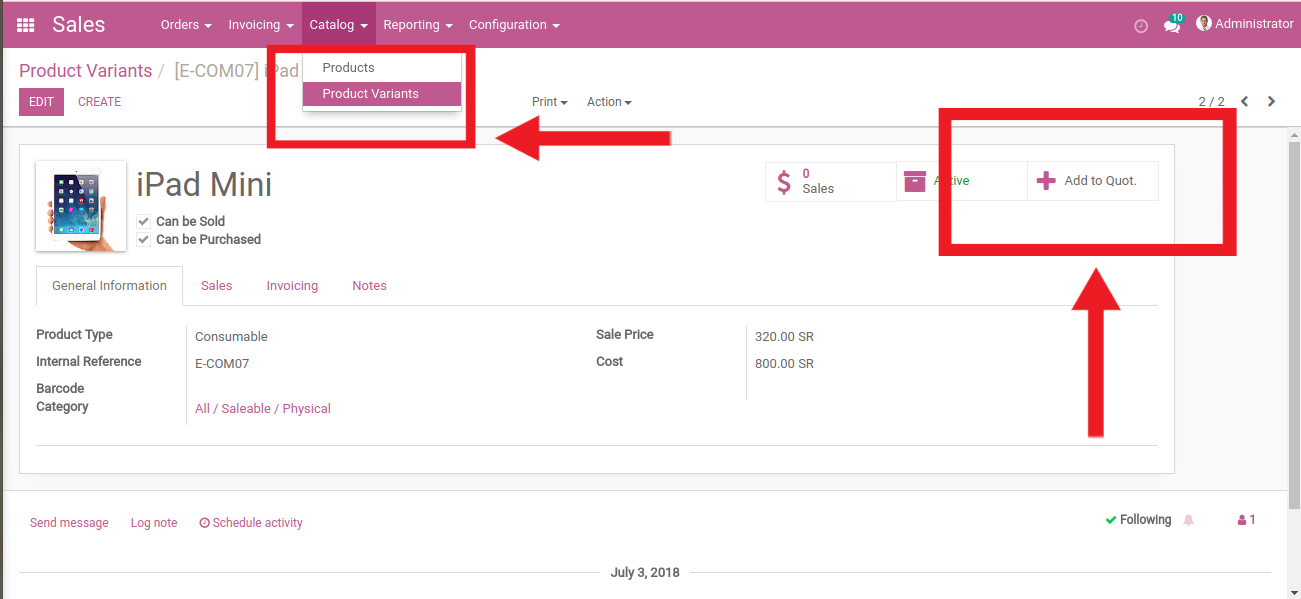 Sales Orders Invoicing Catalog Reporting Configuration 10 Administrator
Products
Product Variants
Product Variants / [E-COM07] iPad
EDIT CREATE Print Action 2 / 2
iPad Mini
Can be Sold
Can be Purchased
0
Sales
Active
Add to Quot.
General Information Sales Invoicing Notes
Product Type Consumable Sale Price 320.00 SR
Internal Reference E-COM07 Cost 800.00 SR
Barcode
Category All / Saleable / Physical
Send message Log note Schedule activity Following 1
July 3, 2018